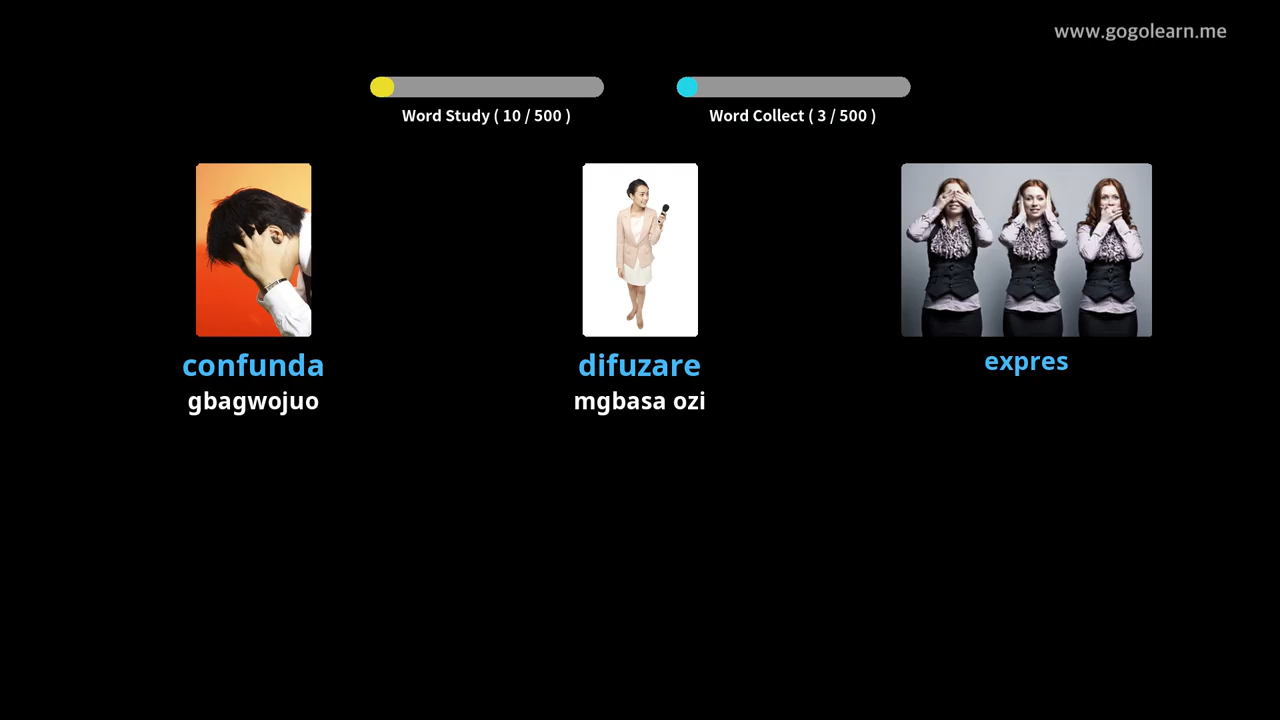 www.gogolearn.me
Word Study ( 10 / 500 )
Word Collect ( 3 / 500 )
confunda
difuzare
expres
gbagwojuo
mgbasa ozi